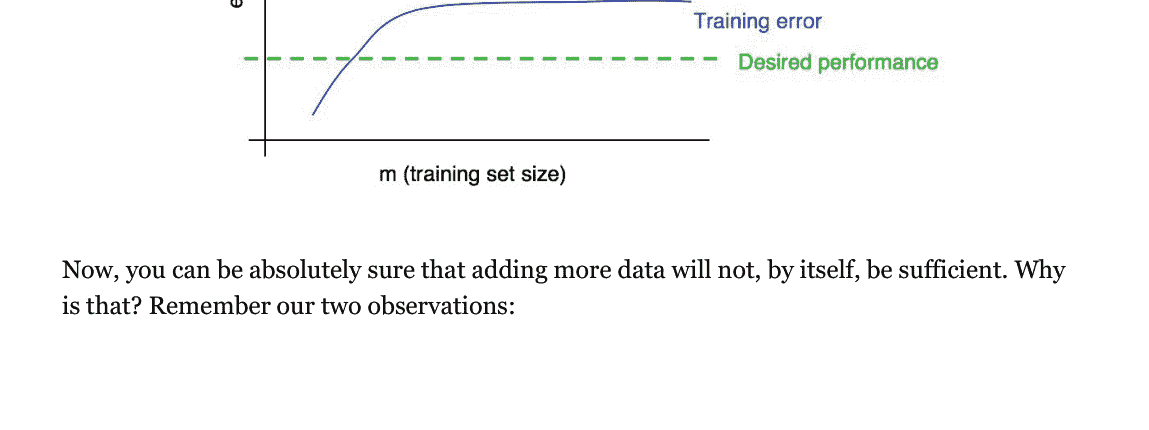 Training error
Desired performance
m (training set size)
Now, you can be absolutely sure that adding more data will not, by itself, be sufficient. Why
is that? Remember our two observations: